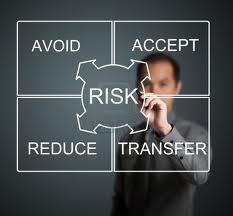 AVOID
ACCEPT
RISK
REDUCE
TRANSFER